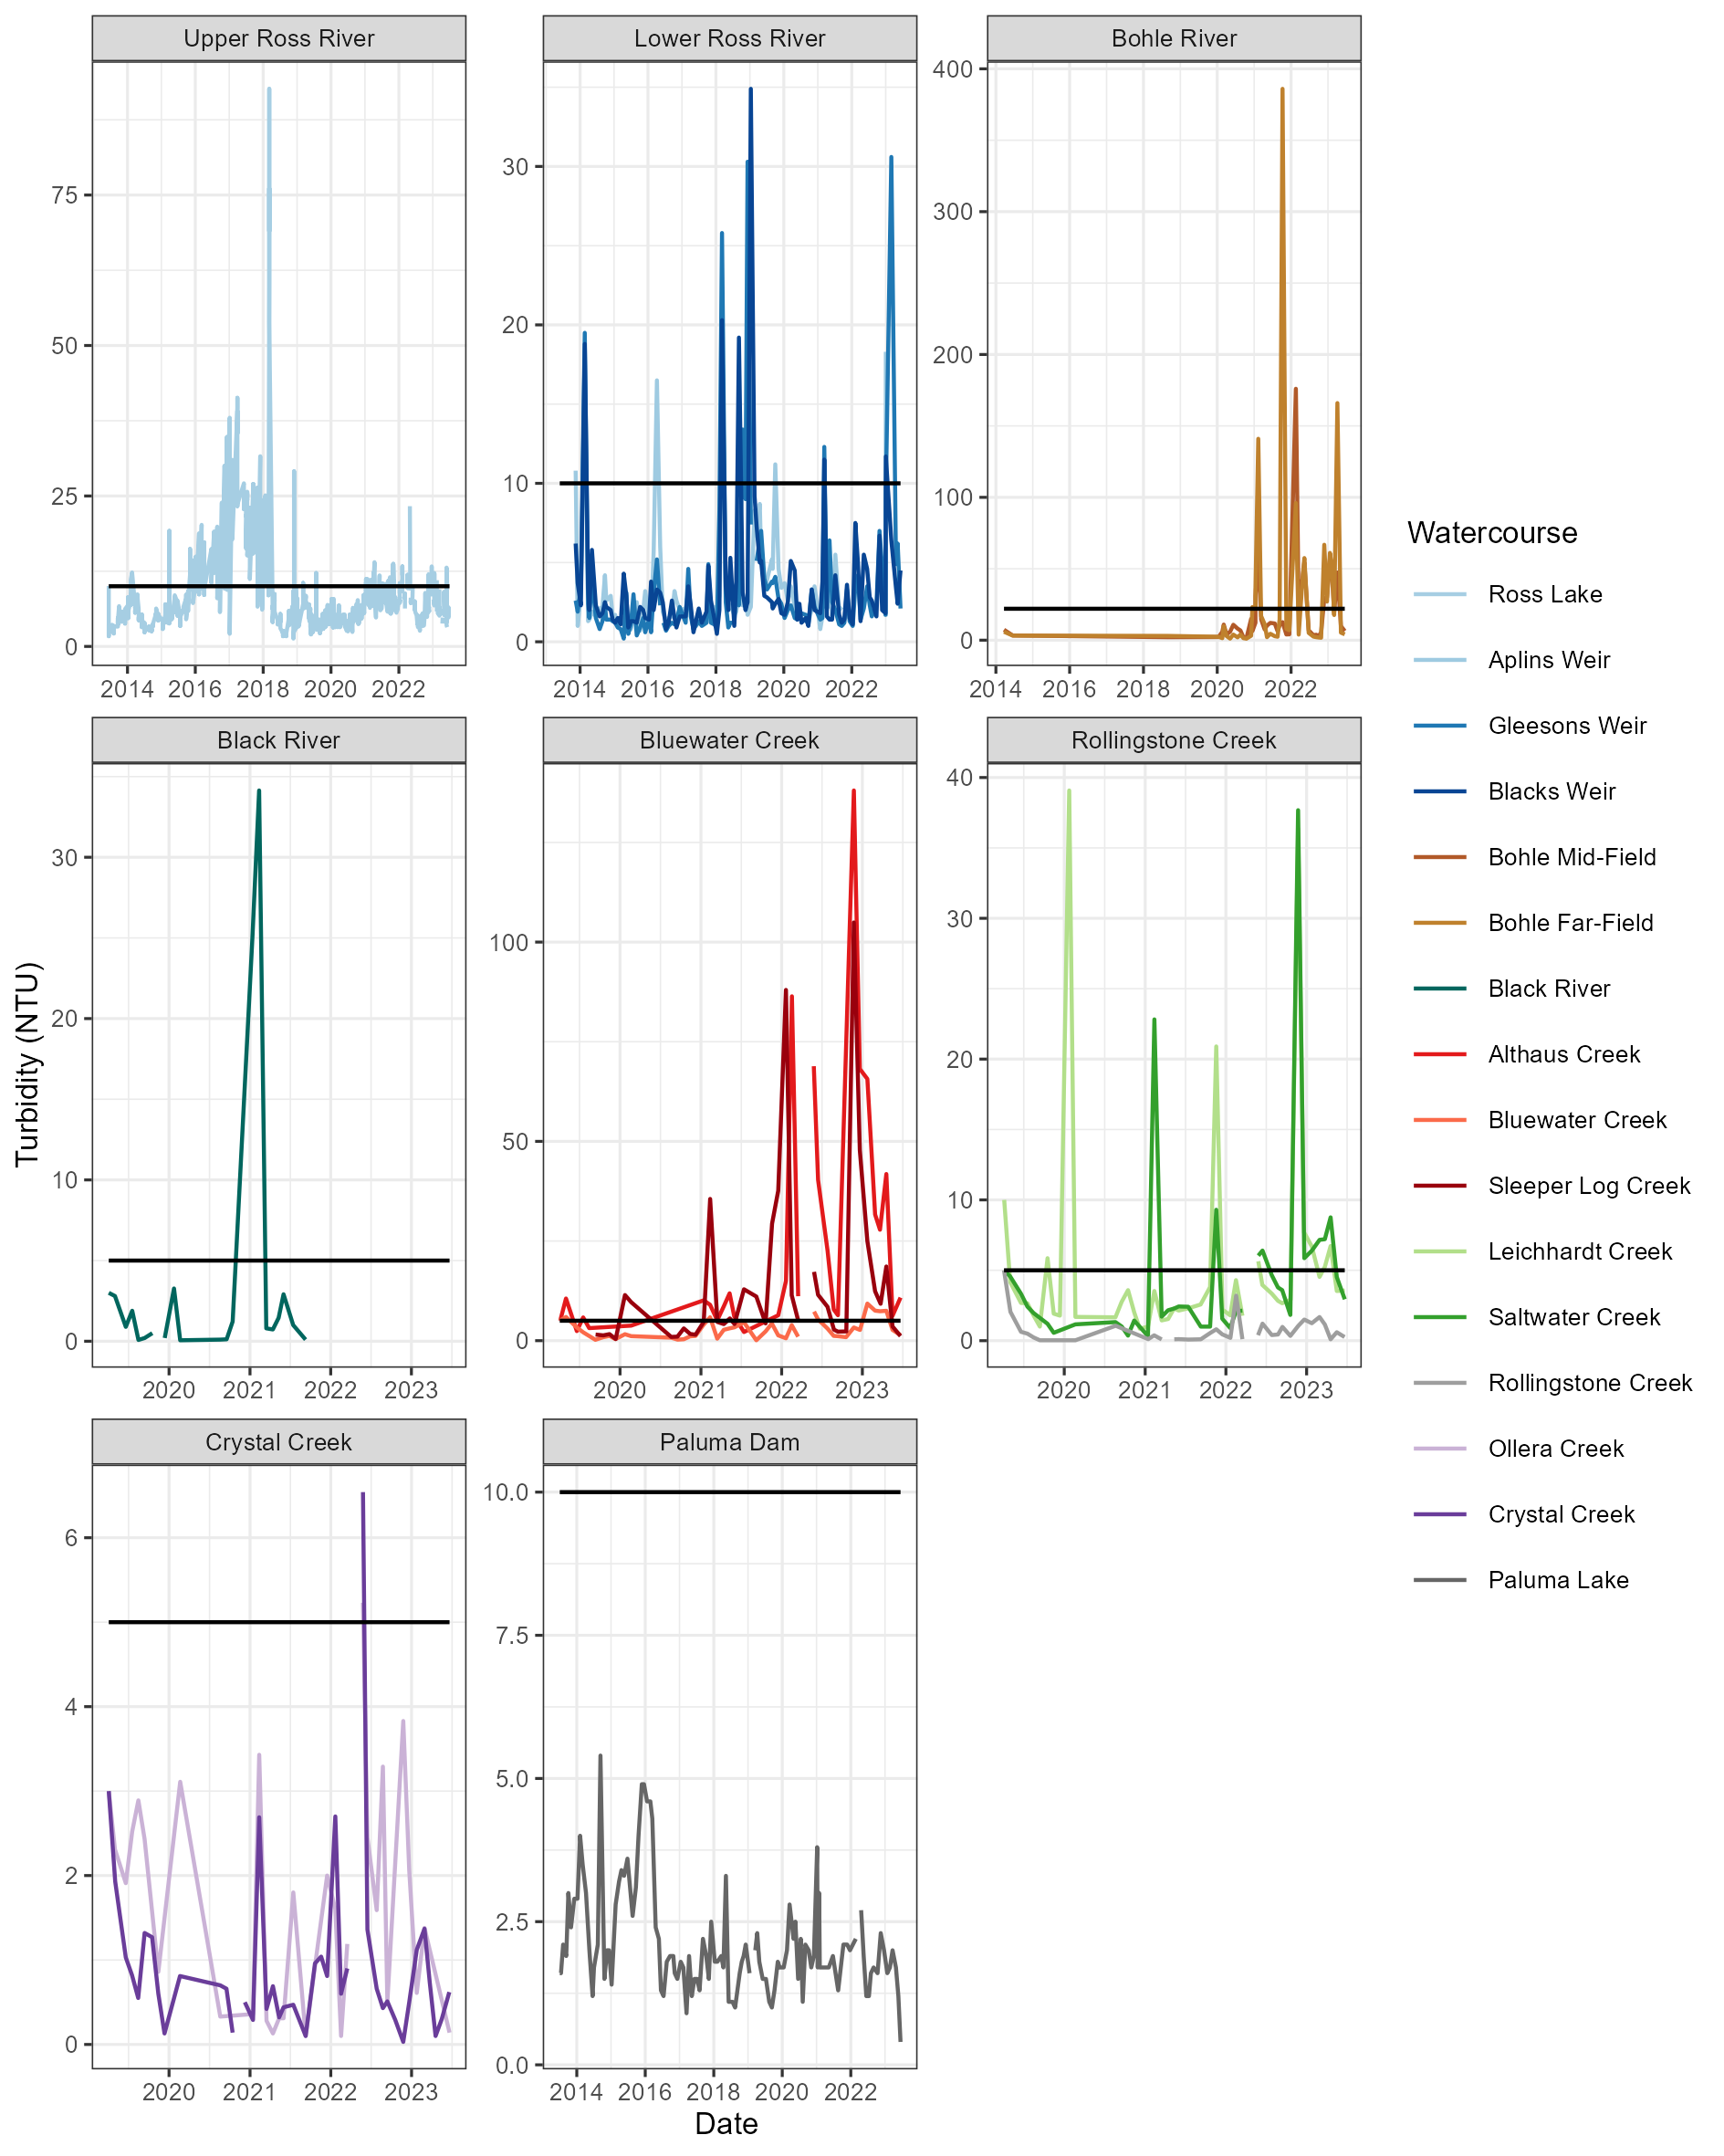 Upper Ross River
Lower Ross River
Bohle River
75
50
25
0
30
20
10
0
400
300
200
100
0
2014 2016 2018 2020 2022
2014 2016 2018 2020 2022
2014 2016 2018 2020 2022
Black River
Bluewater Creek
Rollingstone Creek
30
20
10
0
100
50
0
40
30
20
10
0
2020 2021 2022 2023
2020 2021 2022 2023
2020 2021 2022 2023
Crystal Creek
Paluma Dam
6
4
2
0
10.0
7.5
5.0
2.5
0.0
2020 2021 2022 2023
2014 2016 2018 2020 2022
Turbidity (NTU)
Date
Watercourse
Ross Lake
Aplins Weir
Gleesons Weir
Blacks Weir
Bohle Mid-Field
Bohle Far-Field
Black River
Althaus Creek
Bluewater Creek
Sleeper Log Creek
Leichhardt Creek
Saltwater Creek
Rollingstone Creek
Ollera Creek
Crystal Creek
Paluma Lake